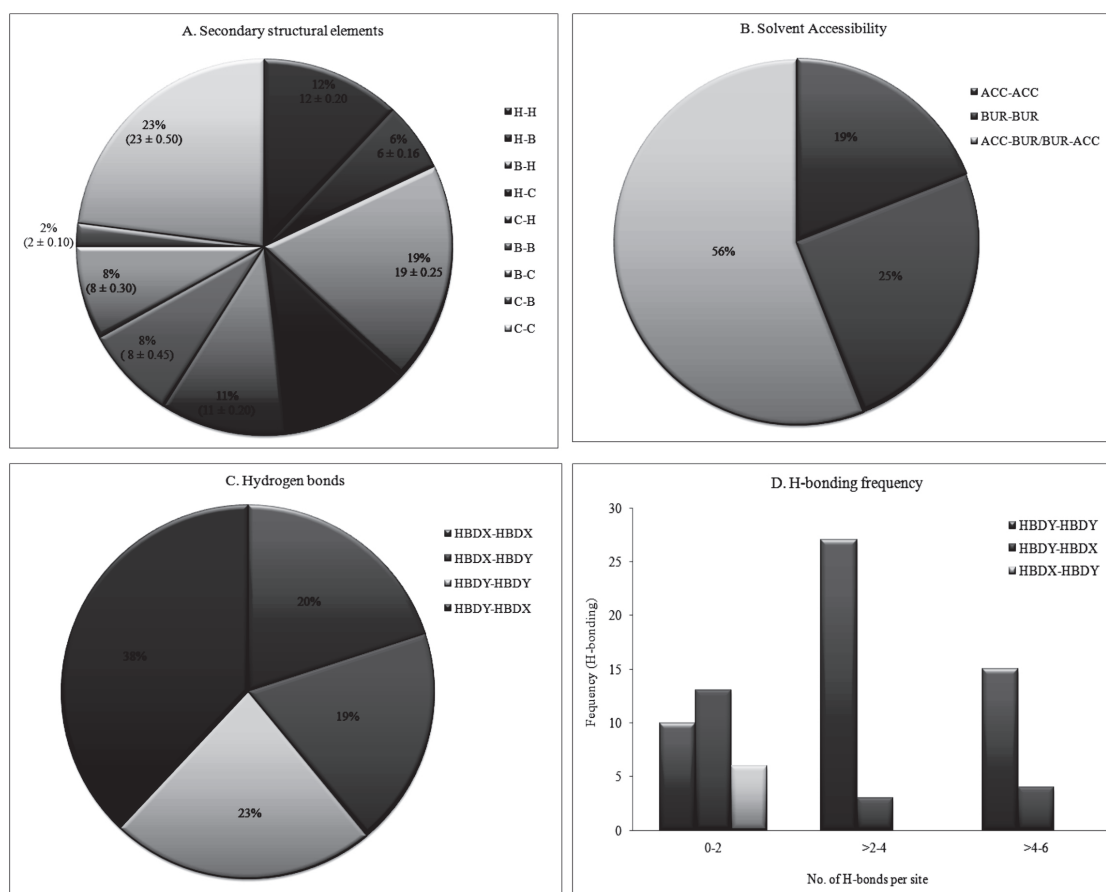 A. Secondary structural elements
12%
12 ± 0.20
6%
6 ± 0.16
19%
19 ± 0.25
11%
(11 ± 0.20)
8%
( 8 ± 0.45)
8%
(8 ± 0.30)
2%
(2 ± 0.10)
23%
(23 ± 0.50)
H-H
H-B
B-H
H-C
C-H
B-B
B-C
C-B
C-C
B. Solvent Accessibility
19%
25%
56%
ACC-ACC
BUR-BUR
ACC-BUR/BUR-ACC
C. Hydrogen bonds
20%
19%
23%
38%
HBDX-HBDX
HBDX-HBDY
HBDY-HBDY
HBDY-HBDX
D. H-bonding frequency
Fequency (H-bonding)
30
25
20
15
10
5
0
HBDY-HBDY
HBDY-HBDX
HBDX-HBDY
0-2
>2-4
>4-6
No. of H-bonds per site